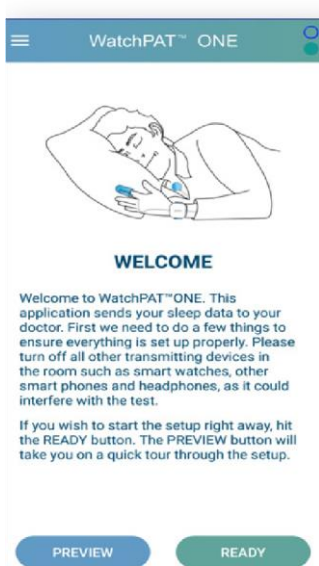 WatchPAT™ ONE
WELCOME
Welcome to WatchPAT™ONE. This
application sends your sleep data to your
doctor. First we need to do a few things to
ensure everything is set up properly. Please
turn off all other transmitting devices in
the room such as smart watches, other
smart phones and headphones, as it could
interfere with the test.
If you wish to start the setup right away, hit
the READY button. The PREVIEW button will
take you on a quick tour through the setup.
PREVIEW
READY